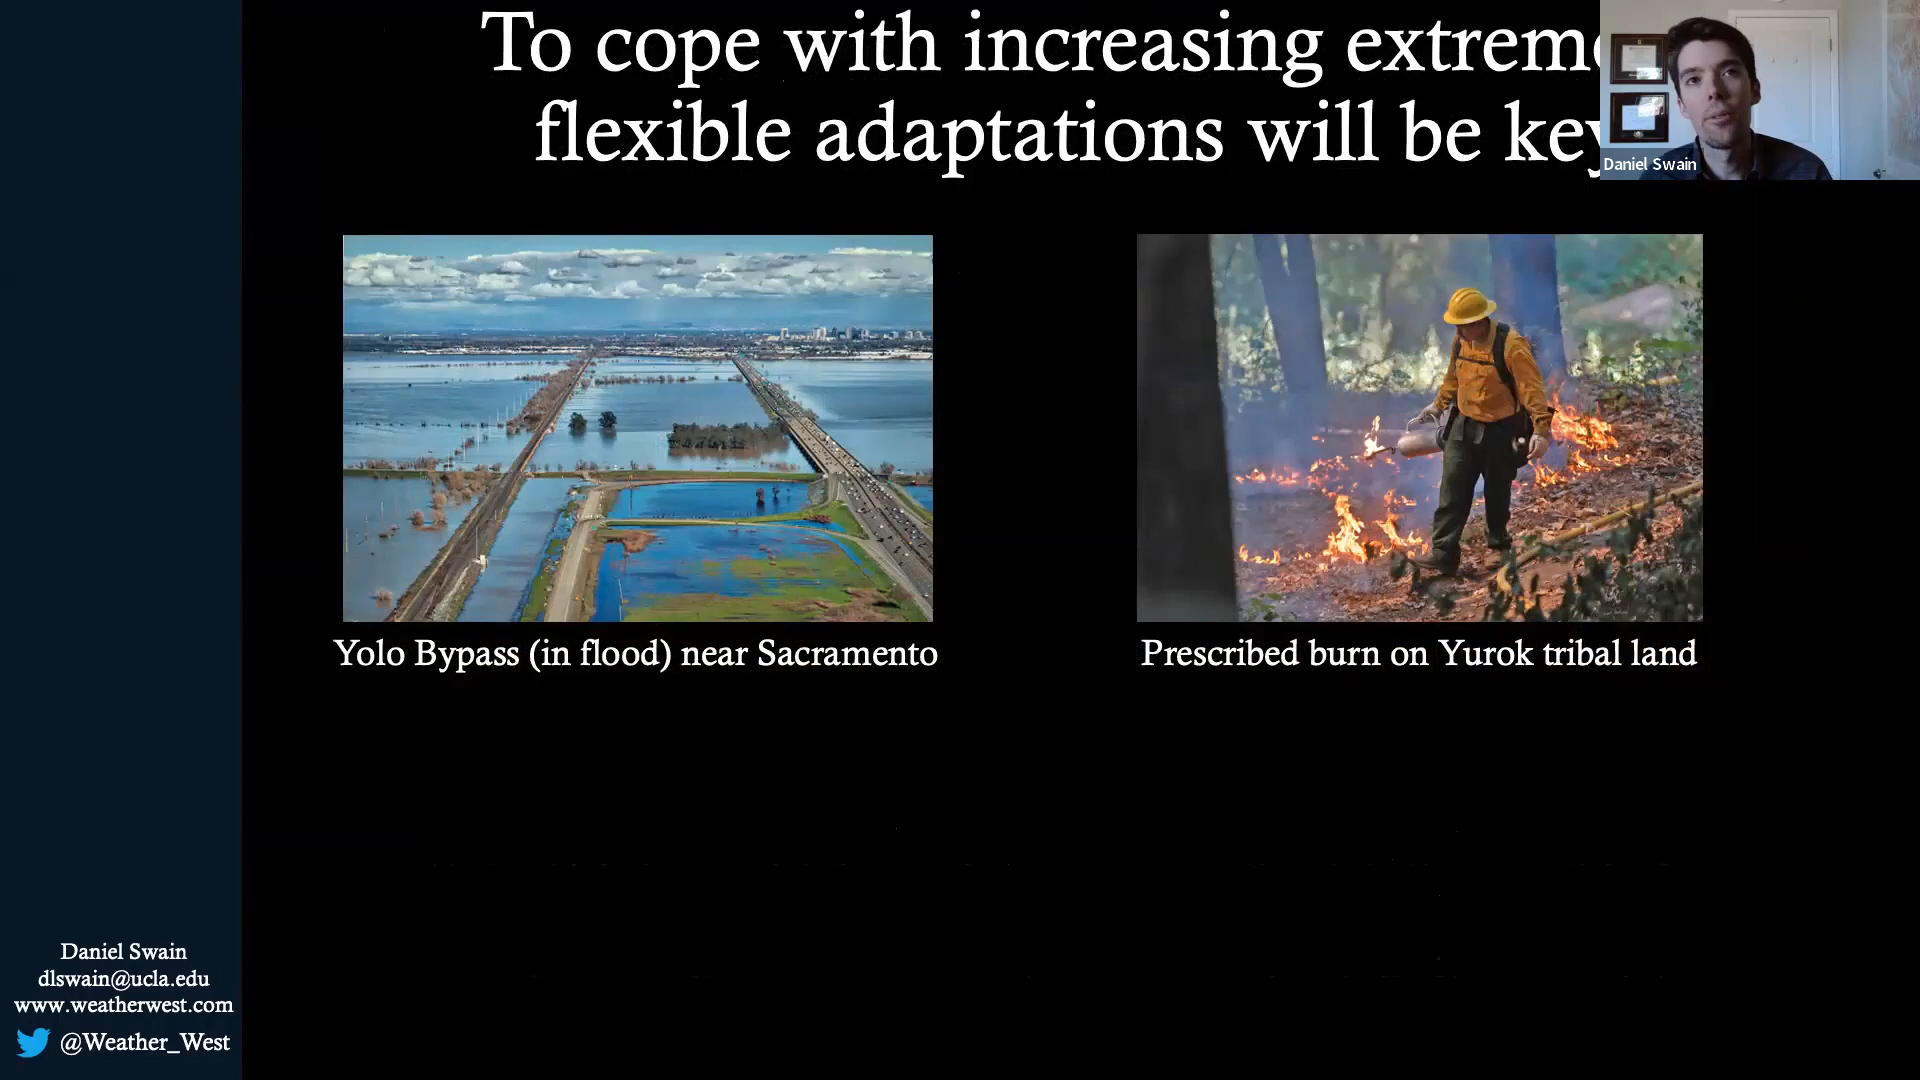 To cope with increasing extrem
flexible adaptations will be key
Daniel Swain
Yolo Bypass (in flood) near Sacramento
Prescribed burn on Yurok tribal land
Daniel Swain
dlswain@ucla.edu
www.weatherwest.com
@Weather_West